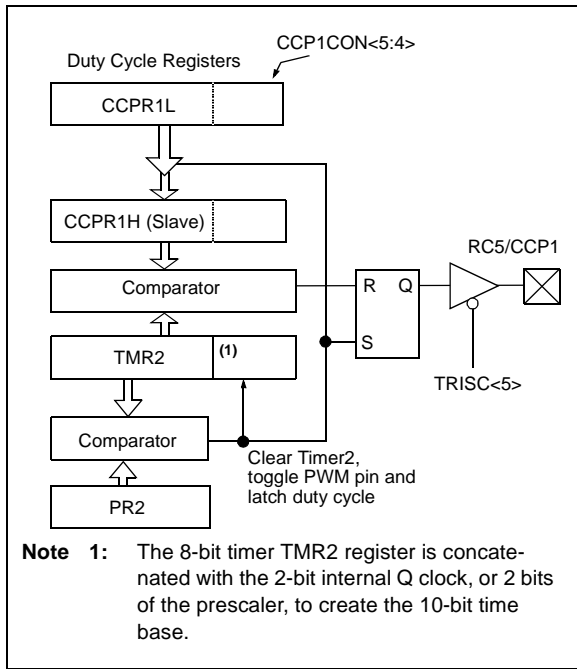 CCP1CON<5:4>
Duty Cycle Registers
CCPR1L
CCPR1H (Slave)
RC5/CCP1
Comparator
R Q
TMR2 (1)
S
TRISC<5>
Comparator
Clear Timer2,
toggle PWM pin and
latch duty cycle
PR2
Note 1: The 8-bit timer TMR2 register is concate-
nated with the 2-bit internal Q clock, or 2 bits
of the prescaler, to create the 10-bit time
base.